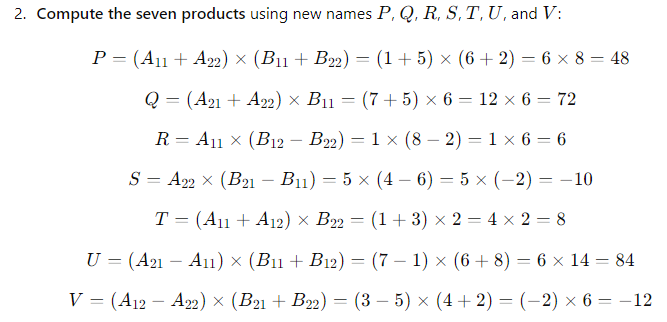 2. Compute the seven products using new names P, Q, R, S, T, U, and V:
P = (A₁₁ + A₂₂) × (B₁₁ + B₂₂) = (1 + 5) × (6 + 2) = 6 × 8 = 48
Q = (A₂₁ + A₂₂) × B₁₁ = (7 + 5) × 6 = 12 × 6 = 72
R = A₁₁ × (B₁₂ − B₂₂) = 1 × (8 − 2) = 1 × 6 = 6
S = A₂₂ × (B₂₁ − B₁₁) = 5 × (4 − 6) = 5 × (−2) = −10
T = (A₁₁ + A₁₂) × B₂₂ = (1 + 3) × 2 = 4 × 2 = 8
U = (A₂₁ − A₁₁) × (B₁₁ + B₁₂) = (7 − 1) × (6 + 8) = 6 × 14 = 84
V = (A₁₂ − A₂₂) × (B₂₁ + B₂₂) = (3 − 5) × (4 + 2) = (−2) × 6 = −12